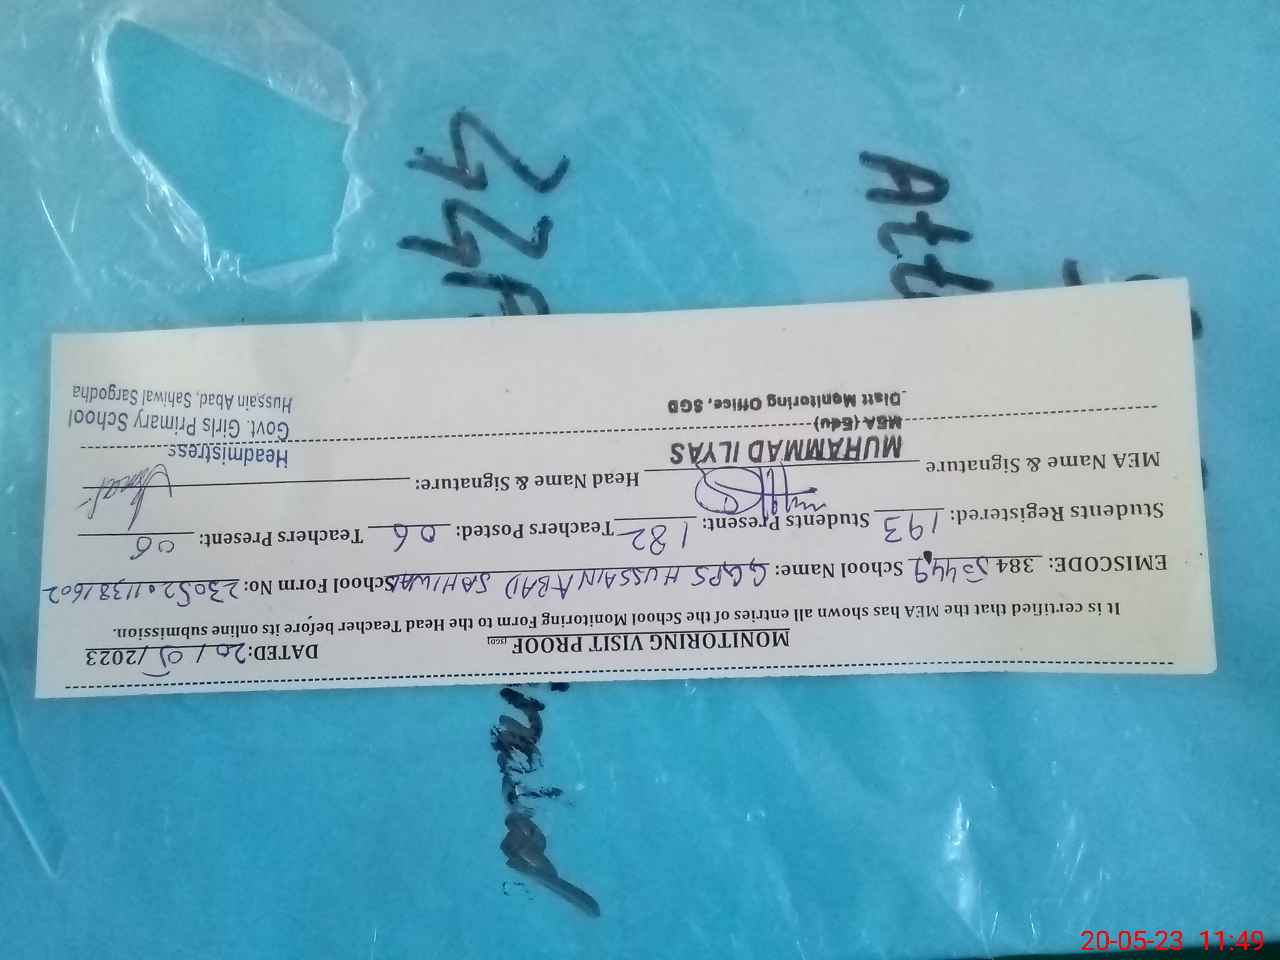 MONITORING VISIT PROOF (SGD) DATED: 20/05/2023
It is certified that the MEA has shown all entries of the School Monitoring Form to the Head Teacher before its online submission.
EMISCODE: 384 School Name: GGPS HUSSAINABAD SAHIWAL School Form No: 23052011381602
Students Registered: 193 Students Present: 182 Teachers Posted: 06 Teachers Present: 06
MEA Name & Signature Head Name & Signature:
MUHAMMAD ILYAS
MEA (Edu)
Distt Monitoring Office, SGD
Headmistress
Govt. Girls Primary School
Hussain Abad, Sahiwal Sargodha
20-05-23 11:49